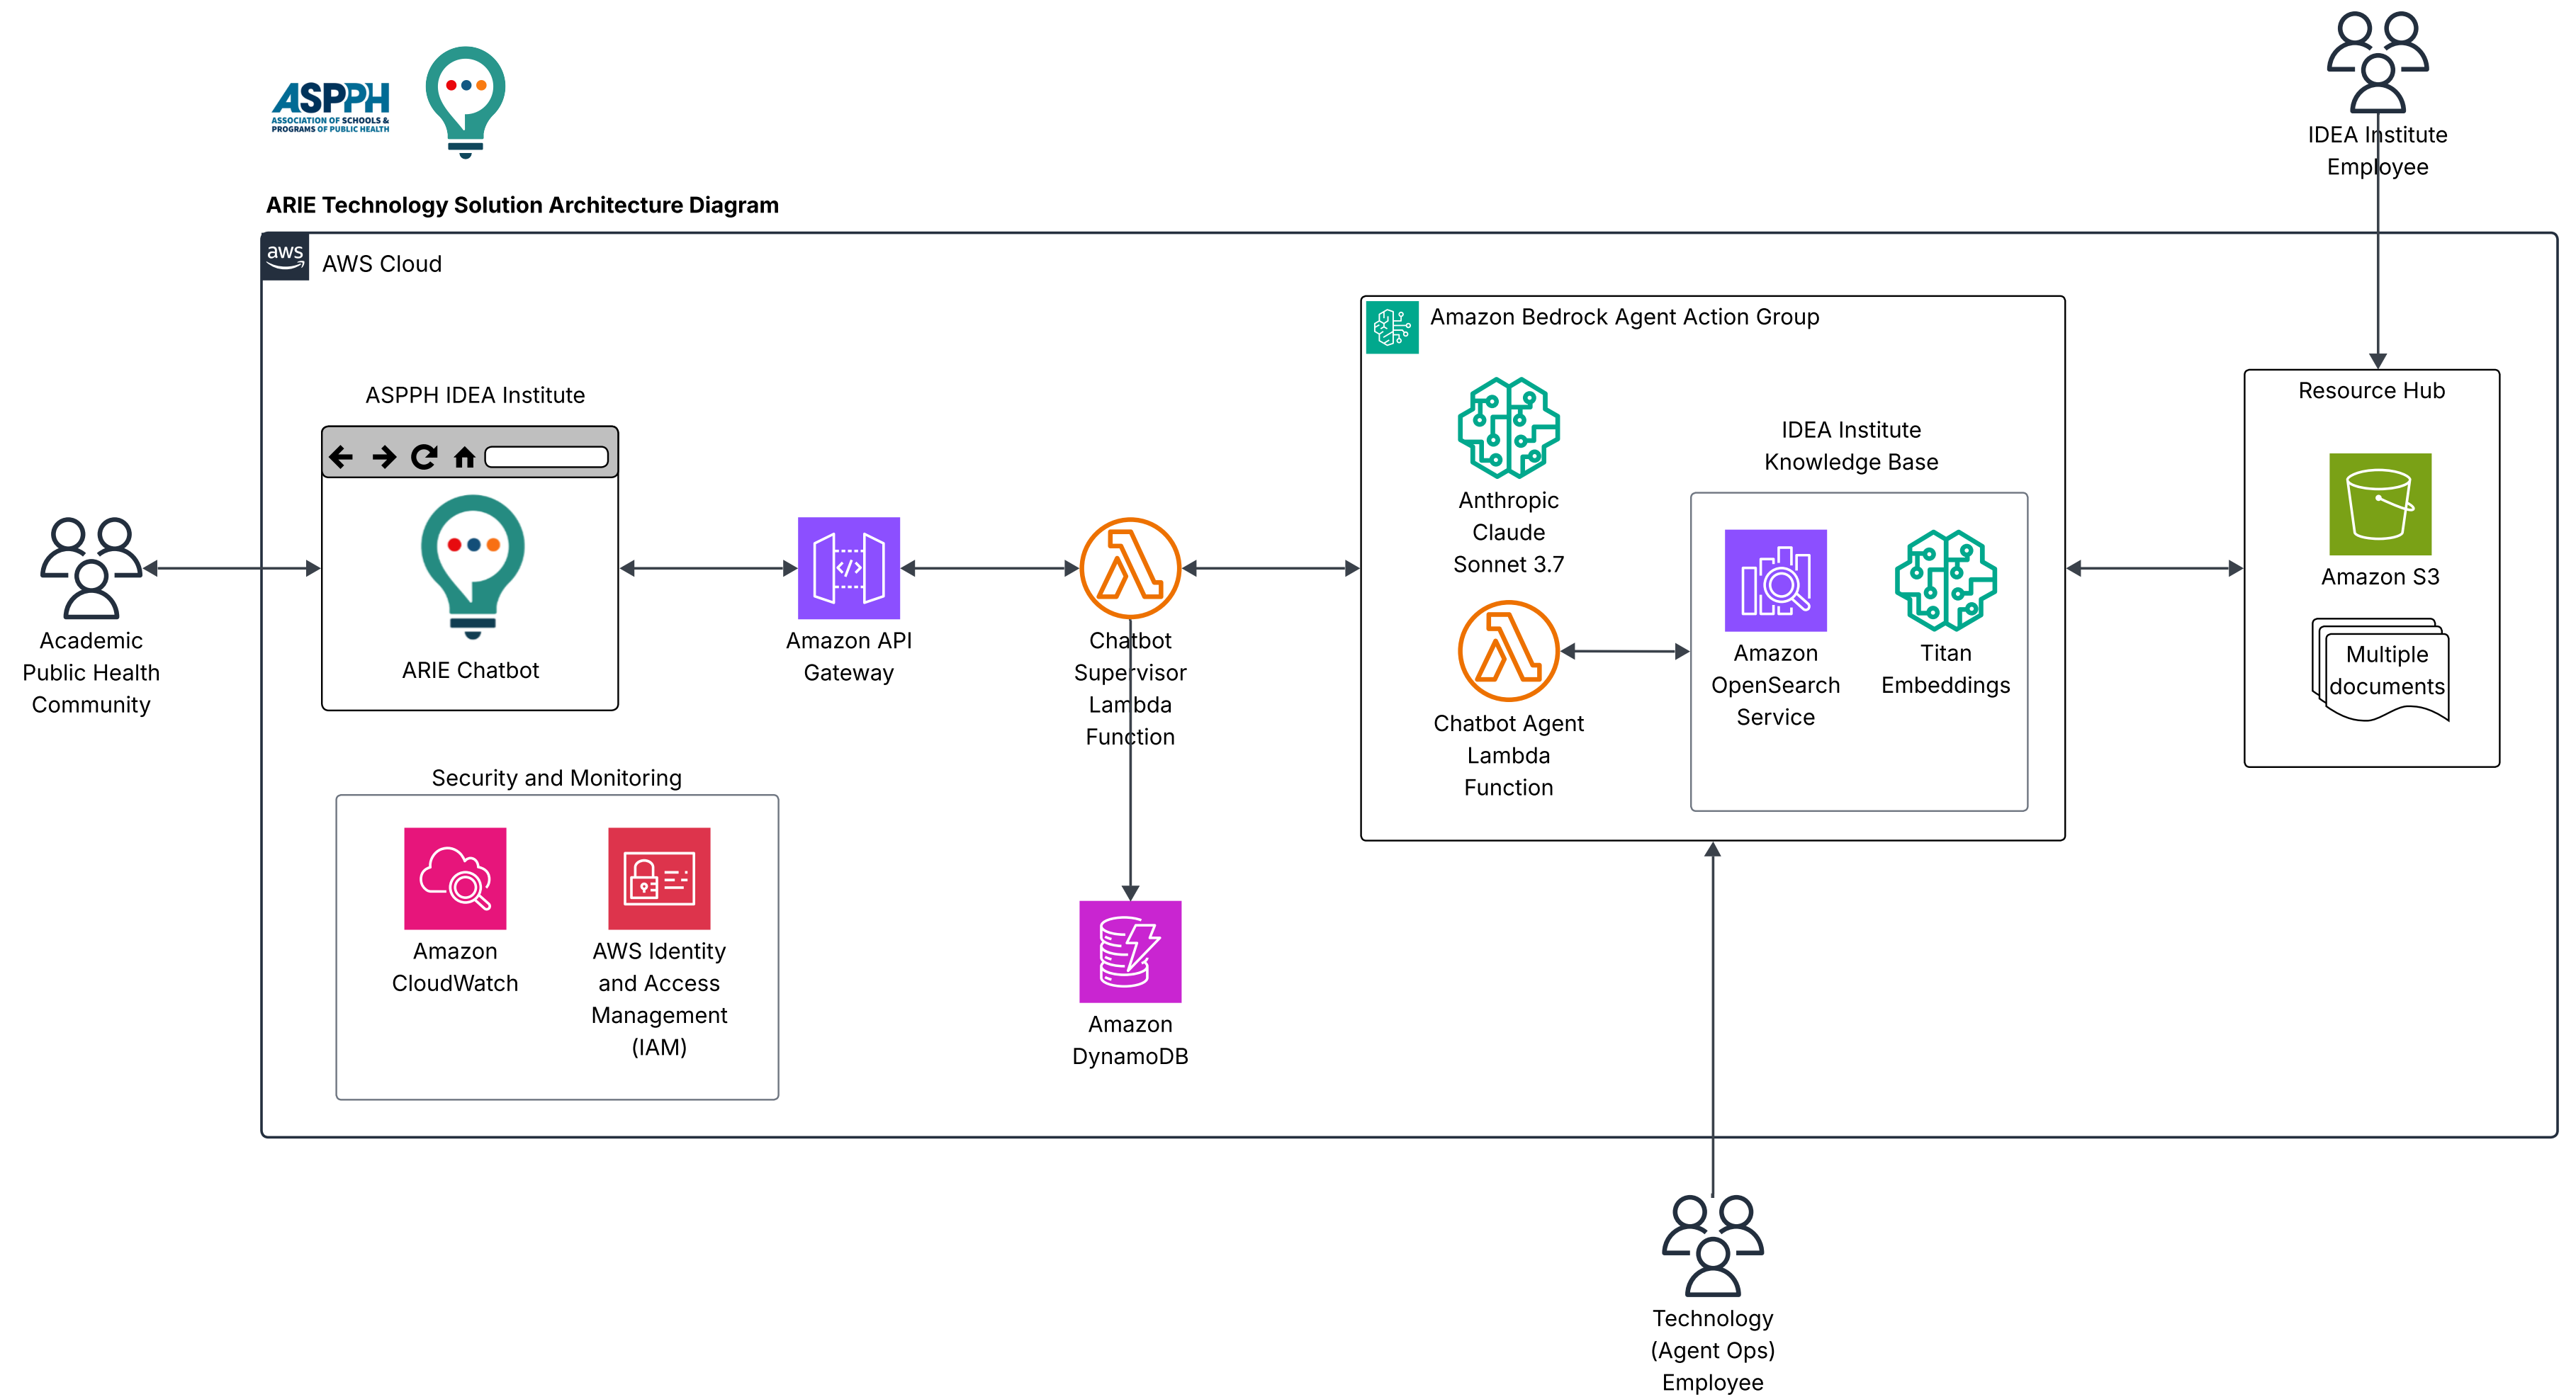 ASPPH
ASSOCIATION OF SCHOOLS &
PROGRAMS OF PUBLIC HEALTH
IDEA Institute
Employee
ARIE Technology Solution Architecture Diagram
aws
AWS Cloud
Amazon Bedrock Agent Action Group
ASPPH IDEA Institute
ARIE Chatbot
Academic
Public Health
Community
Amazon API
Gateway
Chatbot
Supervisor
Lambda
Function
Anthropic
Claude
Sonnet 3.7
Chatbot Agent
Lambda
Function
IDEA Institute
Knowledge Base
Amazon
OpenSearch
Service
Titan
Embeddings
Resource Hub
Amazon S3
Multiple
documents
Security and Monitoring
Amazon
CloudWatch
AWS Identity
and Access
Management
(IAM)
Amazon
DynamoDB
Technology
(Agent Ops)
Employee